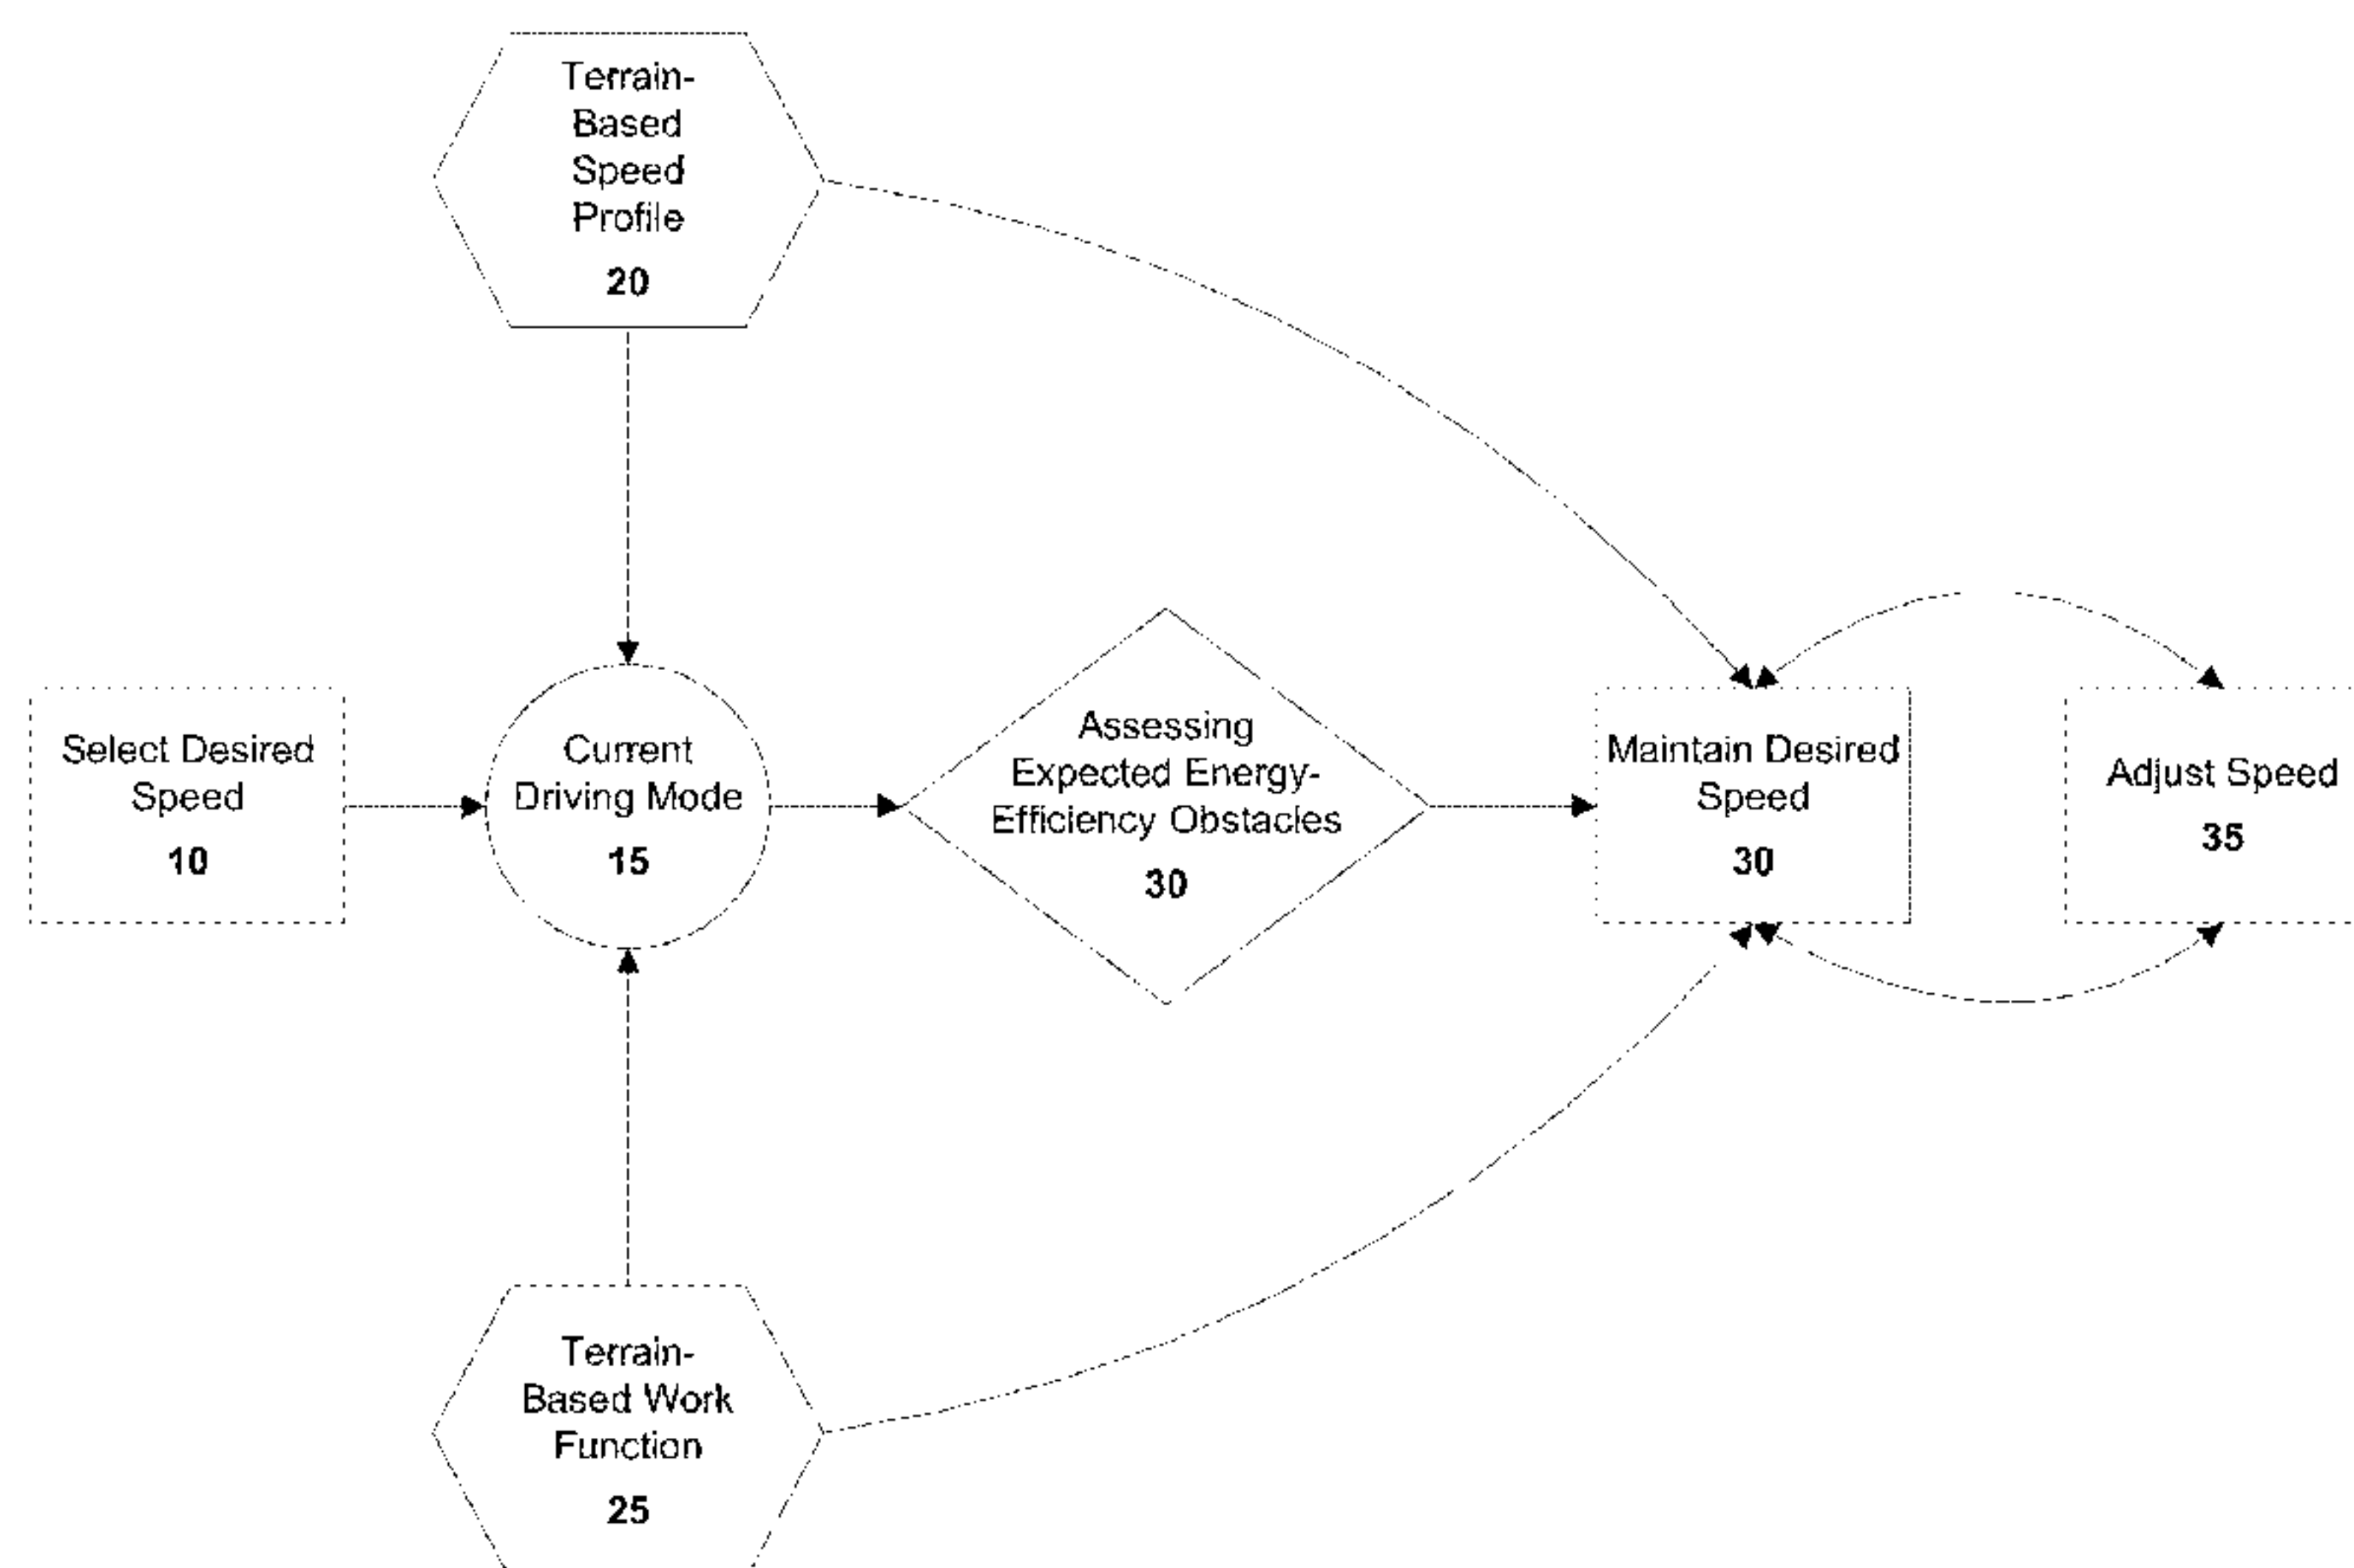 Terrain-
Based
Speed
Profile
20
Select Desired
Speed
10
Current
Driving Mode
15
Assessing
Expected Energy-
Efficiency Obstacles
30
Maintain Desired
Speed
30
Adjust Speed
35
Terrain-
Based Work
Function
25